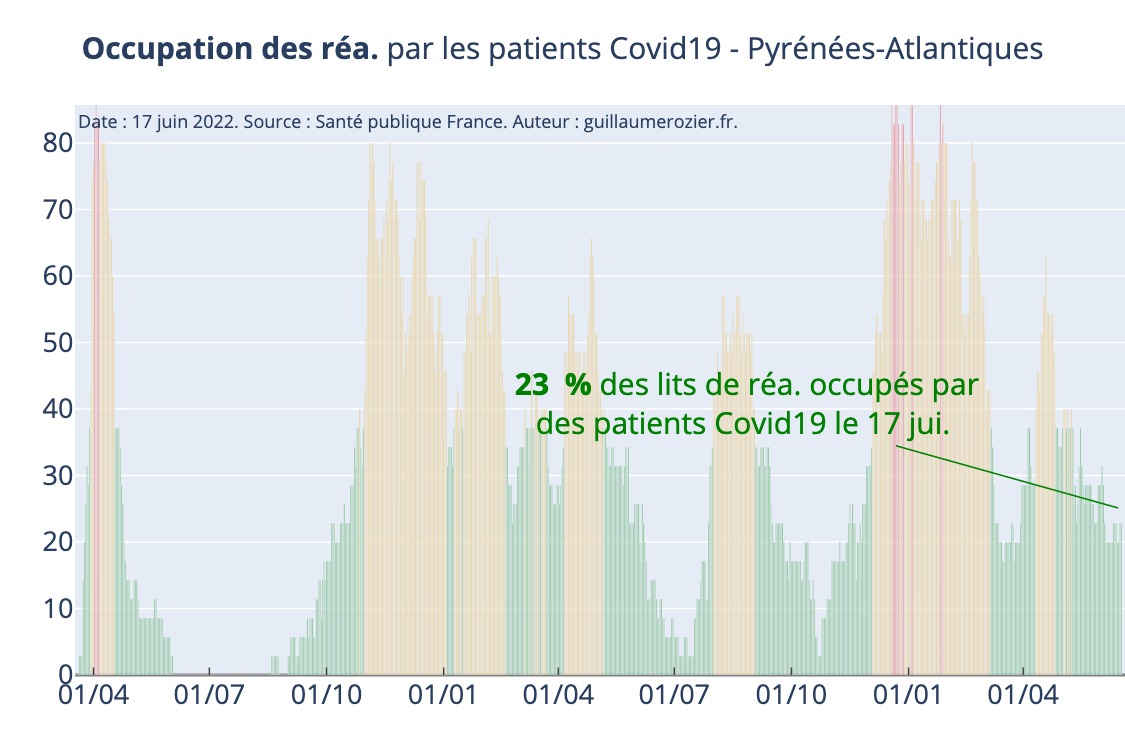 Occupation des réa. par les patients Covid19 - Pyrénées-Atlantiques
Date : 17 juin 2022. Source : Santé publique France. Auteur : guillaumerozier.fr.
80
70
60
50
40
30
20
10
0
23 % des lits de réa. occupés par
des patients Covid19 le 17 jui.
01/04 01/07 01/10 01/01 01/04 01/07 01/10 01/01 01/04